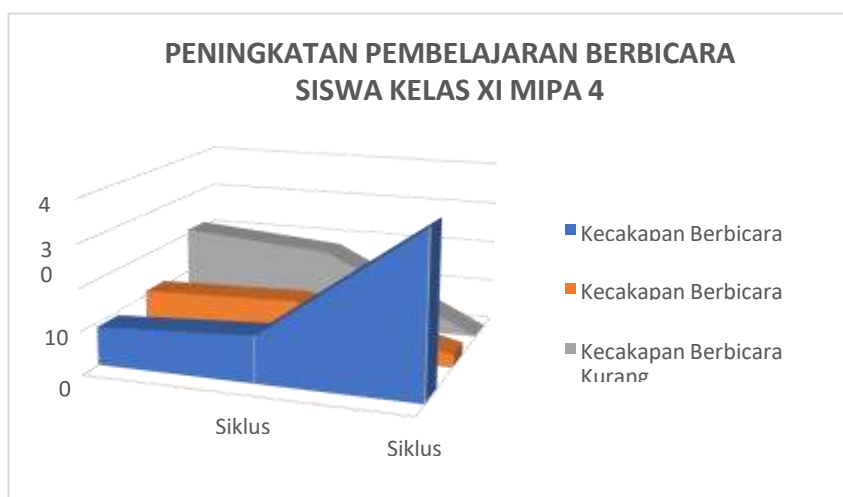 PENINGKATAN PEMBELAJARAN BERBICARA
SISWA KELAS XI MIPA 4
4
3
0
10
0
Siklus
Siklus
Kecakapan Berbicara
Kecakapan Berbicara
Kecakapan Berbicara
Kurang